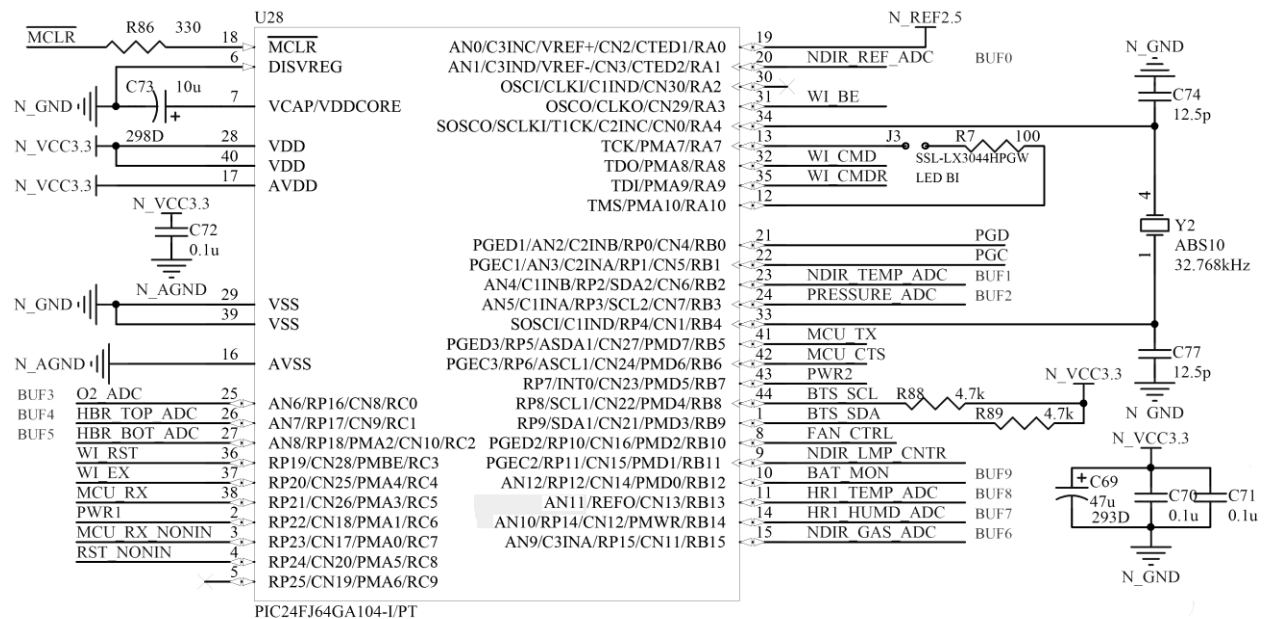 U28
MCLR R86 330 18 MCLR AN0/C3INC/VREF+/CN2/CTED1/RA0 19 N_REF2.5
6 DISVREG AN1/C3IND/VREF-/CN3/CTED2/RA1 20 NDIR_REF_ADC BUF0
OSCI/CLKI/C1IND/CN30/RA2 30
N_GND C73 10u 7 VCAP/VDDCORE OSCO/CLKO/CN29/RA3 31 WI_BE
SOSCO/SCLKI/T1CK/C2INC/CN0/RA4 34
N_GND
C74
12.5p
N_VCC3.3 298D 28 VDD TCK/PMA7/RA7 13 J3 R7 100
SSL-LX3044HPGW
LED BI
40 VDD TDO/PMA8/RA8 32 WI_CMD
N_VCC3.3 17 AVDD TDI/PMA9/RA9 35 WI_CMDR
TMS/PMA10/RA10 12
N_VCC3.3
C72
0.1u
N_AGND
PGED1/AN2/C2INB/RP0/CN4/RB0 21 PGD
PGEC1/AN3/C2INA/RP1/CN5/RB1 22 PGC
4
Y2
ABS10
32.768kHz
1
AN4/C1INB/RP2/SDA2/CN6/RB2 23 NDIR_TEMP_ADC BUF1
N_GND 29 VSS AN5/C1INA/RP3/SCL2/CN7/RB3 24 PRESSURE_ADC BUF2
39 VSS SOSCI/C1IND/RP4/CN1/RB4 33
PGED3/RP5/ASDA1/CN27/PMD7/RB5 41 MCU_TX
N_AGND 16 AVSS PGEC3/RP6/ASCL1/CN24/PMD6/RB6 42 MCU_CTS
C77
12.5p
N_GND
RP7/INT0/CN23/PMD5/RB7 43 PWR2 N_VCC3.3
BUF3 O2_ADC 25 AN6/RP16/CN8/RC0 RP8/SCL1/CN22/PMD4/RB8 44 BTS_SCL R88 4.7k
BUF4 HBR_TOP_ADC 26 AN7/RP17/CN9/RC1 RP9/SDA1/CN21/PMD3/RB9 1 BTS_SDA R89 4.7k
BUF5 HBR_BOT_ADC 27 AN8/RP18/PMA2/CN10/RC2 PGED2/RP10/CN16/PMD2/RB10 8 FAN_CTRL
WI_RST 36 RP19/CN28/PMBE/RC3 PGEC2/RP11/CN15/PMD1/RB11 9 NDIR_LMP_CNTR
WI_EX 37 RP20/CN25/PMA4/RC4 AN12/RP12/CN14/PMD0/RB12 10 BAT_MON BUF9
MCU_RX 38 RP21/CN26/PMA3/RC5 AN11/REFO/CN13/RB13 11 HR1_TEMP_ADC BUF8
PWR1 2 RP22/CN18/PMA1/RC6 AN10/RP14/CN12/PMWR/RB14 14 HR1_HUMD_ADC BUF7
MCU_RX_NONIN 3 RP23/CN17/PMA0/RC7 AN9/C3INA/RP15/CN11/RB15 15 NDIR_GAS_ADC BUF6
RST_NONIN 4 RP24/CN20/PMA5/RC8
5 RP25/CN19/PMA6/RC9
N_VCC3.3
C69
47u
293D
C70
0.1u
C71
0.1u
N_GND
PIC24FJ64GA104-I/PT